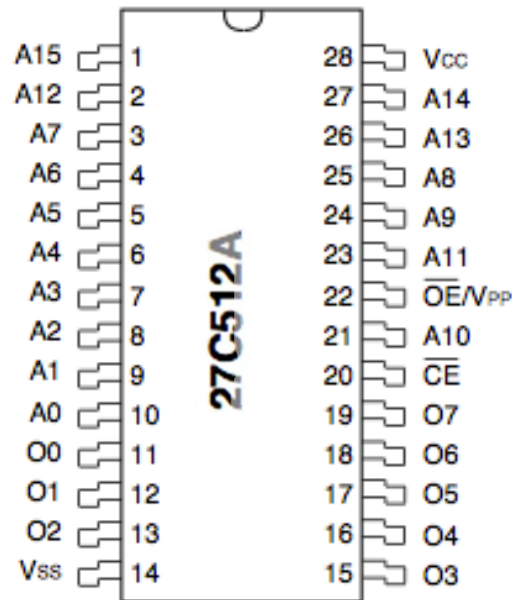 A15 1 28 Vcc
A12 2 27 A14
A7 3 26 A13
A6 4 25 A8
A5 5 24 A9
A4 6 23 A11
A3 7 22 OE/VPP
A2 8 21 A10
A1 9 20 CE
A0 10 19 O7
O0 11 18 O6
O1 12 17 O5
O2 13 16 O4
Vss 14 15 O3
27C512A